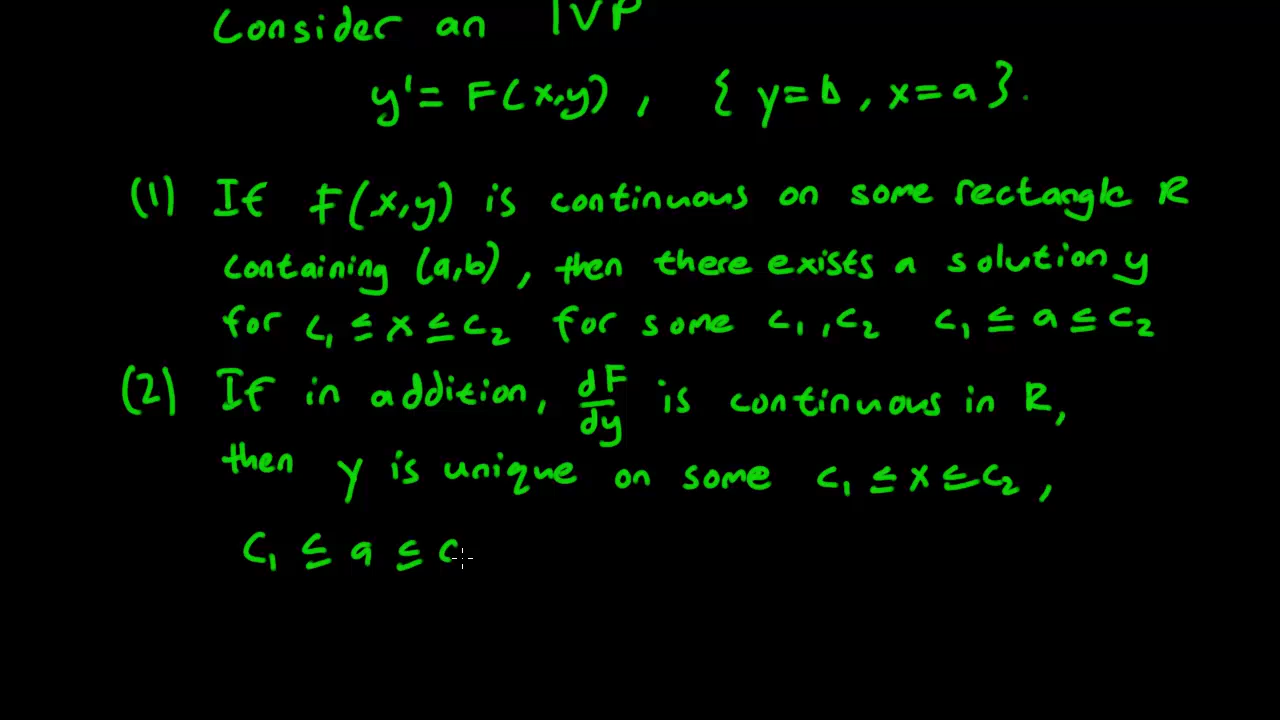 Consider an IVP
y' = F(x,y), { y=b, x=a }.
(1) If F(x,y) is continuous on some rectangle R
containing (a,b), then there exists a solution y
for c₁ ≤ x ≤ c₂ for some c₁, c₂ c₁ ≤ a ≤ c₂
(2) If in addition, dF/dy is continuous in R,
then y is unique on some c₁ ≤ x ≤ c₂,
c₁ ≤ a ≤ c